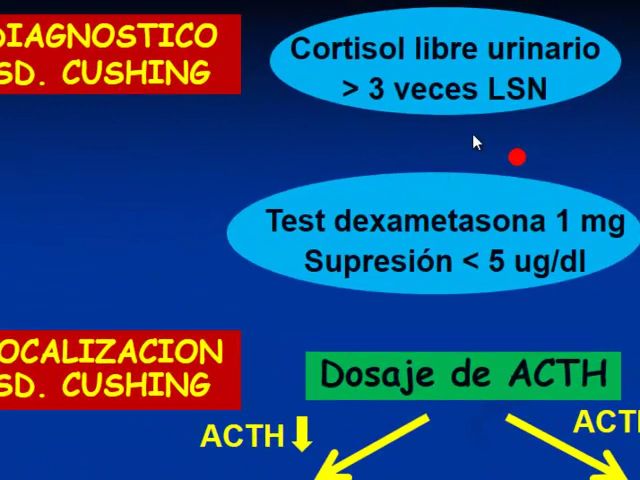 DIAGNOSTICO
SD. CUSHING
Cortisol libre urinario
> 3 veces LSN
Test dexametasona 1 mg
Supresión < 5 ug/dl
OCALIZACION
SD. CUSHING
Dosaje de ACTH
ACTH
ACT